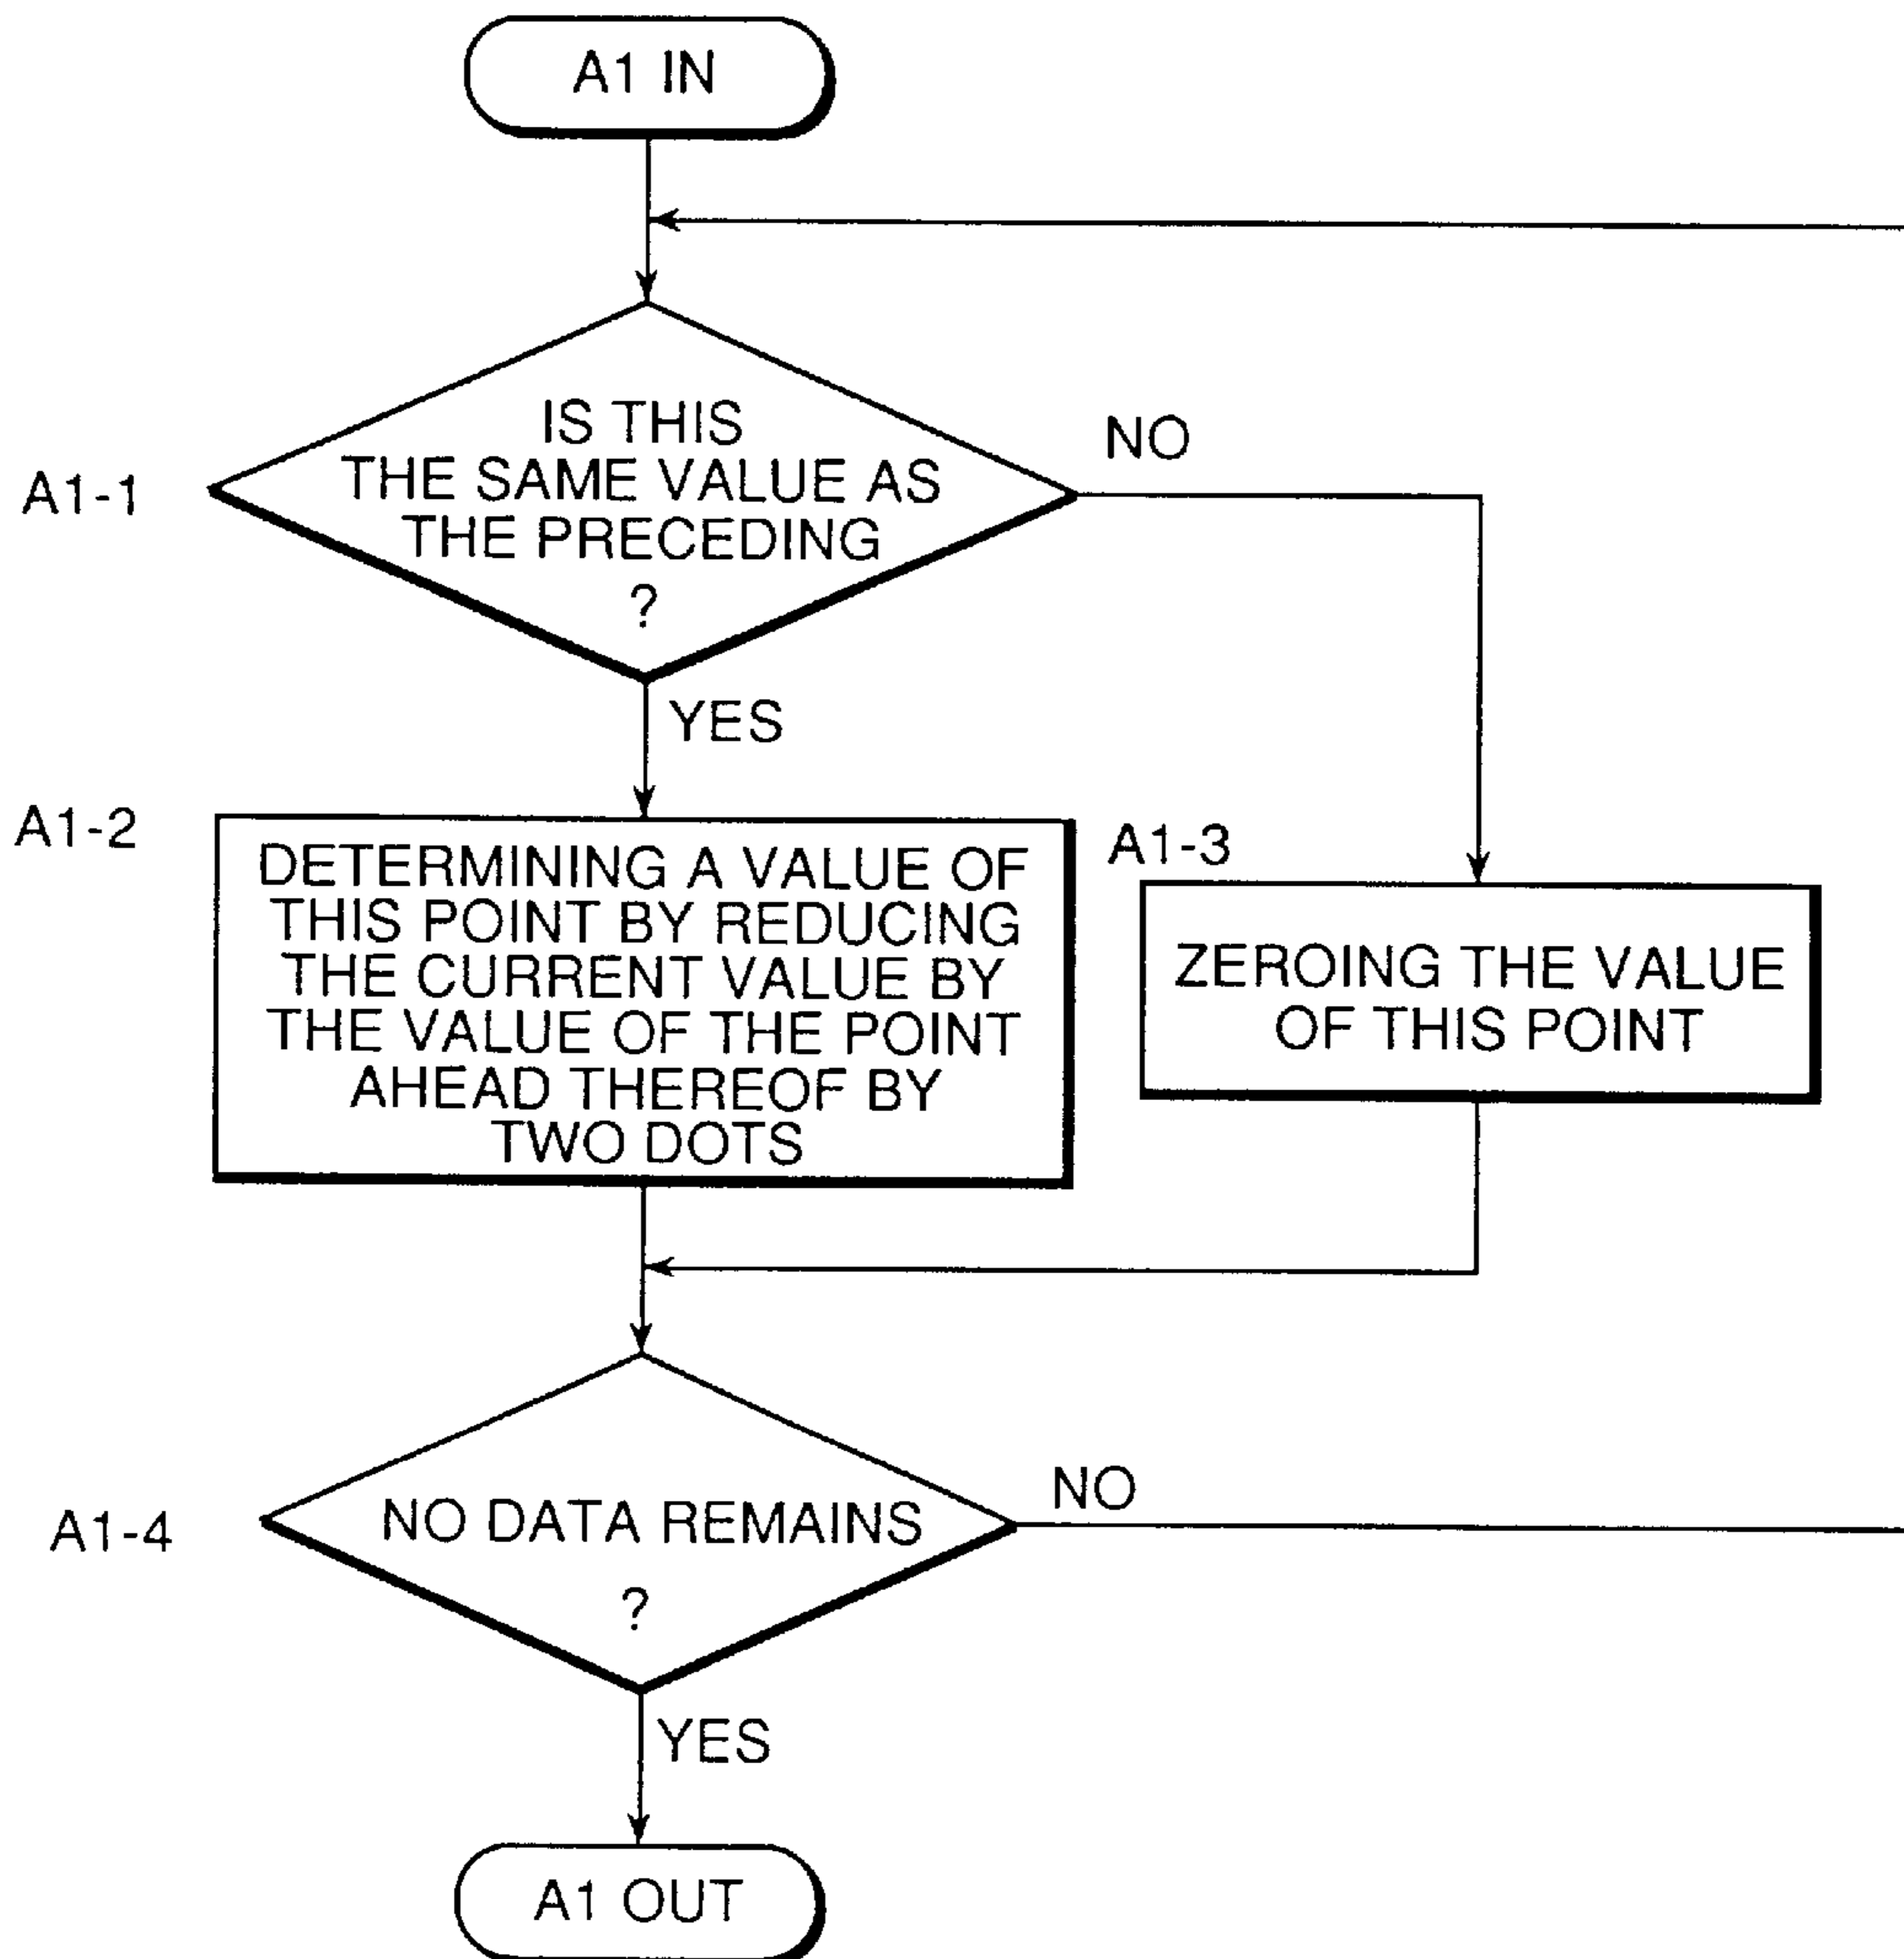 A1 IN
IS THIS
THE SAME VALUE AS
THE PRECEDING
?
A1-1
NO
YES
A1-2
DETERMINING A VALUE OF
THIS POINT BY REDUCING
THE CURRENT VALUE BY
THE VALUE OF THE POINT
AHEAD THEREOF BY
TWO DOTS
A1-3
ZEROING THE VALUE
OF THIS POINT
A1-4
NO DATA REMAINS
?
NO
YES
A1 OUT